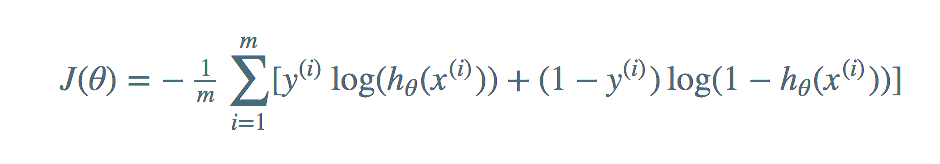 J(θ) = − 1/m ∑_{i=1}^{m} [y^{(i)} log(h_θ(x^{(i)})) + (1 − y^{(i)}) log(1 − h_θ(x^{(i)}))]